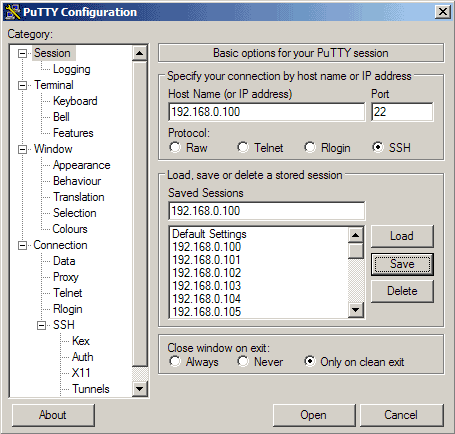 PuTTY Configuration
Category:
Session
Logging
Terminal
Keyboard
Bell
Features
Window
Appearance
Behaviour
Translation
Selection
Colours
Connection
Data
Proxy
Telnet
Rlogin
SSH
Kex
Auth
X11
Tunnels
Basic options for your PuTTY session
Specify your connection by host name or IP address
Host Name (or IP address) Port
192.168.0.100 22
Protocol:
Raw Telnet Rlogin SSH
Load, save or delete a stored session
Saved Sessions
192.168.0.100
Default Settings
192.168.0.100
192.168.0.101
192.168.0.102
192.168.0.103
192.168.0.104
192.168.0.105
Load
Save
Delete
Close window on exit:
Always Never Only on clean exit
About Open Cancel